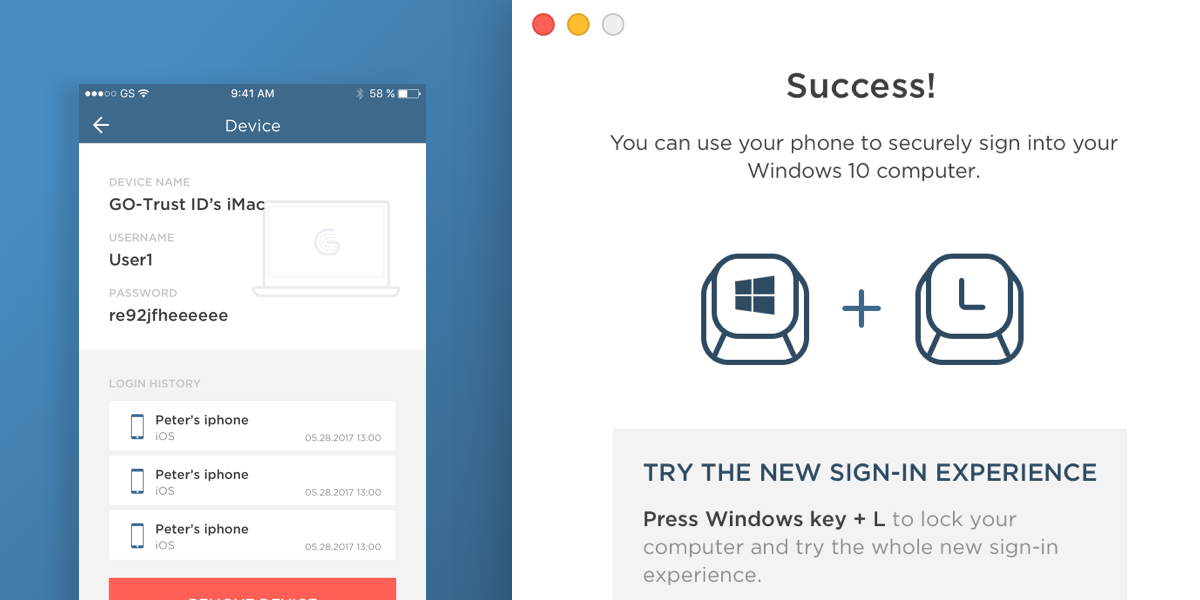 GS 9:41 AM 58 %
Device
DEVICE NAME
GO-Trust ID's iMac
USERNAME
User1
PASSWORD
re92jfheeeeee
LOGIN HISTORY
Peter's iphone
iOS 05.28.2017 13:00
Peter's iphone
iOS 05.28.2017 13:00
Peter's iphone
iOS 05.28.2017 13:00
REMOVE DEVICE
Success!
You can use your phone to securely sign into your
Windows 10 computer.
L
TRY THE NEW SIGN-IN EXPERIENCE
Press Windows key + L to lock your
computer and try the whole new sign-in
experience.